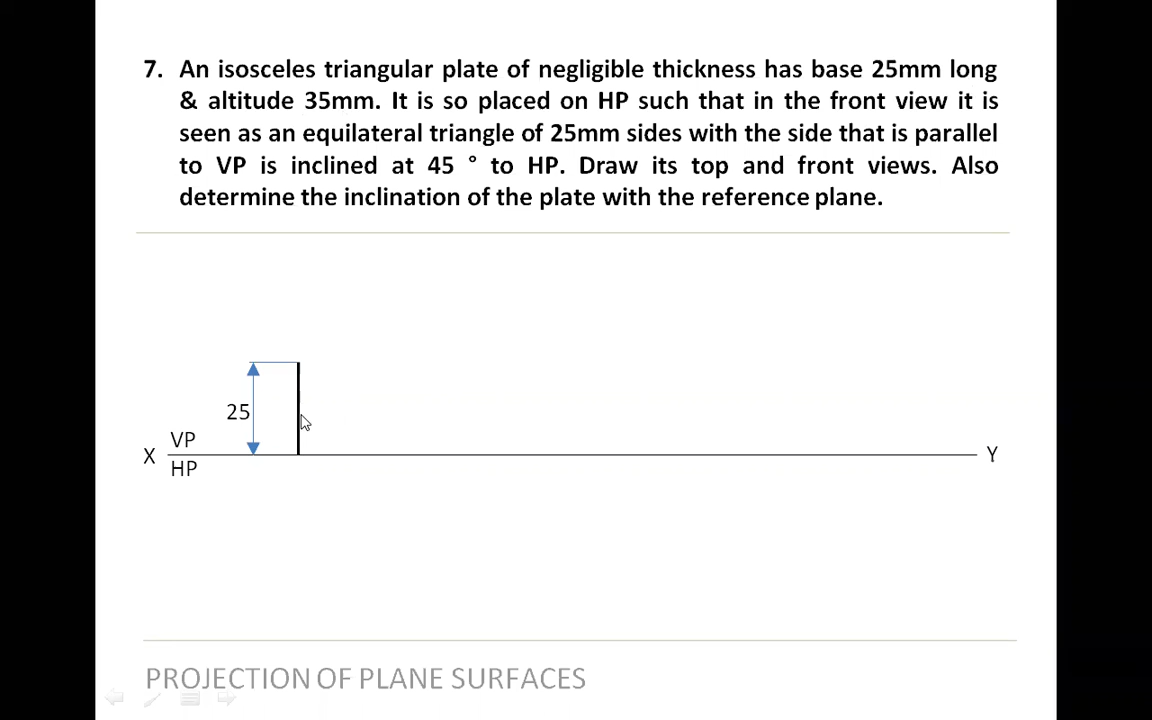 7. An isosceles triangular plate of negligible thickness has base 25mm long
& altitude 35mm. It is so placed on HP such that in the front view it is
seen as an equilateral triangle of 25mm sides with the side that is parallel
to VP is inclined at 45 ° to HP. Draw its top and front views. Also
determine the inclination of the plate with the reference plane.
25
VP
X Y
HP
PROJECTION OF PLANE SURFACES